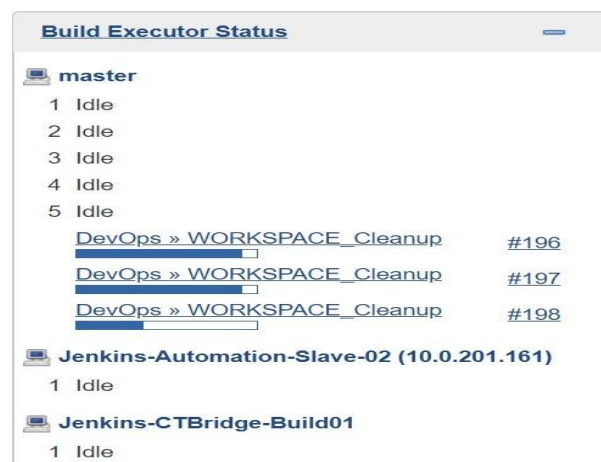 Build Executor Status
master
1 Idle
2 Idle
3 Idle
4 Idle
5 Idle
DevOps » WORKSPACE_Cleanup #196
DevOps » WORKSPACE_Cleanup #197
DevOps » WORKSPACE_Cleanup #198
Jenkins-Automation-Slave-02 (10.0.201.161)
1 Idle
Jenkins-CTBridge-Build01
1 Idle